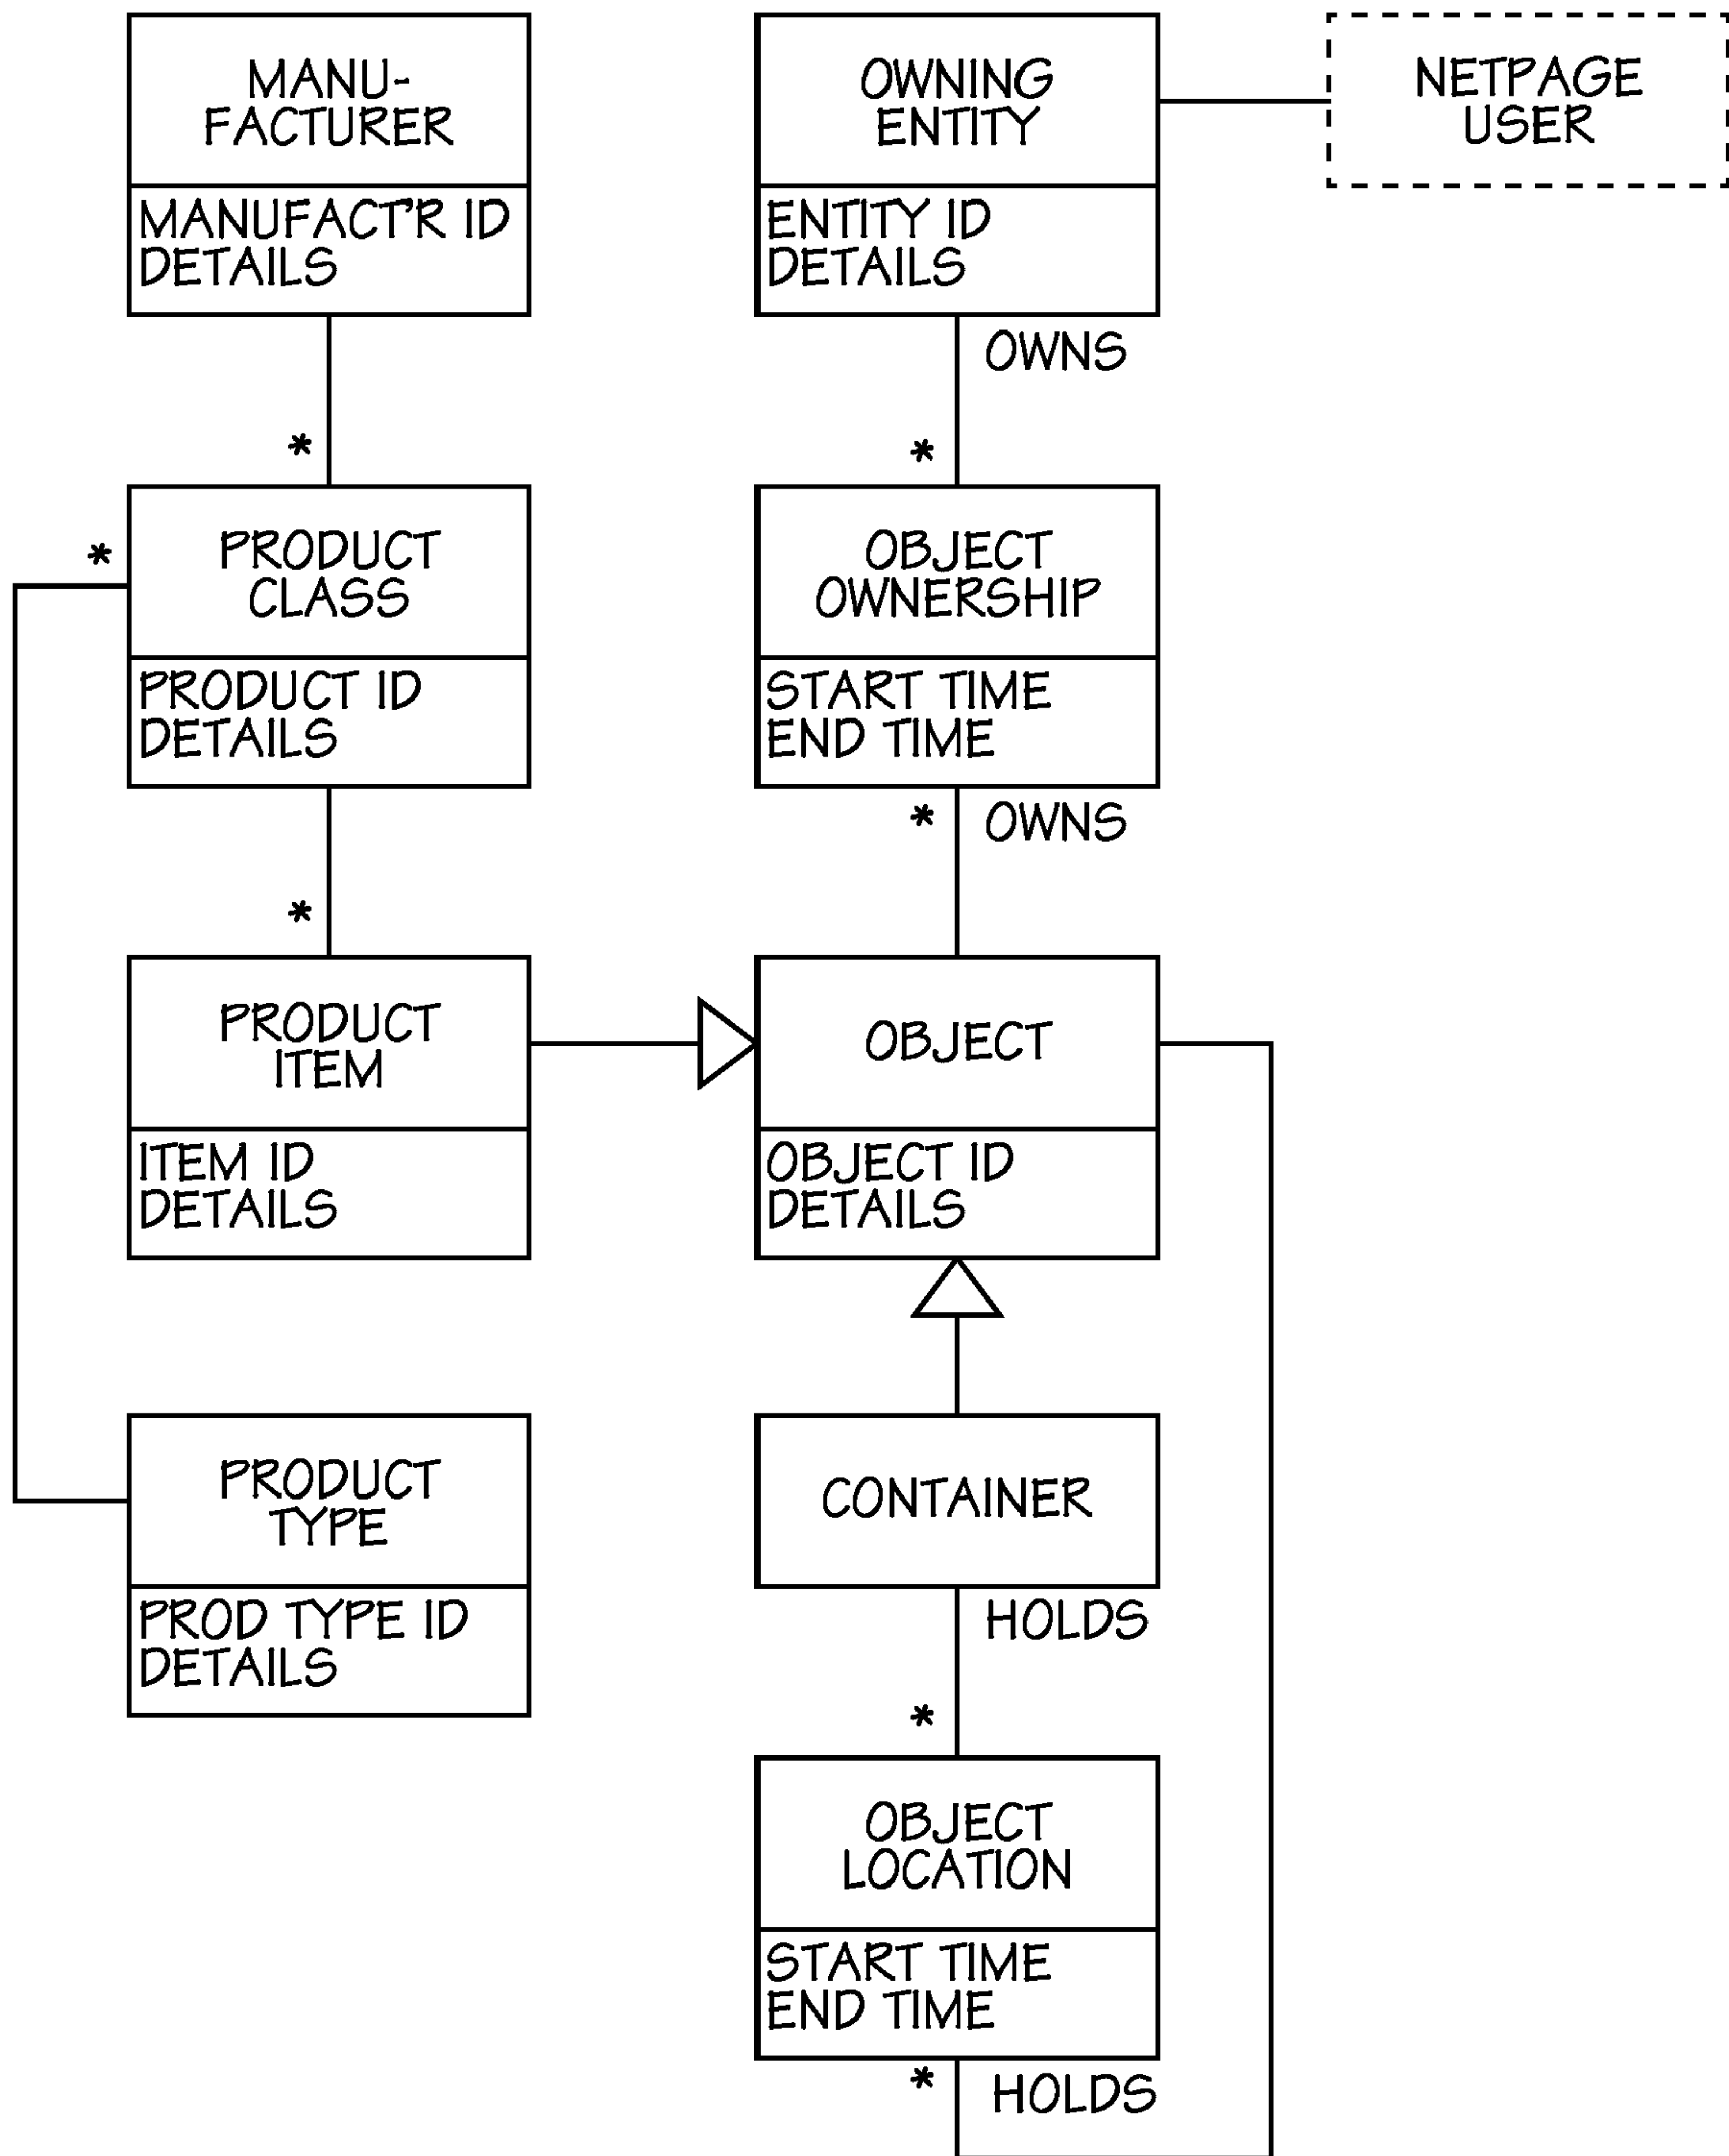 MANU-
FACTURER
MANUFACT'R ID
DETAILS
OWNING
ENTITY
ENTITY ID
DETAILS
NETPAGE
USER
OWNS
*
*
*
PRODUCT
CLASS
PRODUCT ID
DETAILS
OBJECT
OWNERSHIP
START TIME
END TIME
* OWNS
*
PRODUCT
ITEM
ITEM ID
DETAILS
OBJECT
OBJECT ID
DETAILS
PRODUCT
TYPE
PROD TYPE ID
DETAILS
CONTAINER
HOLDS
*
OBJECT
LOCATION
START TIME
END TIME
* HOLDS